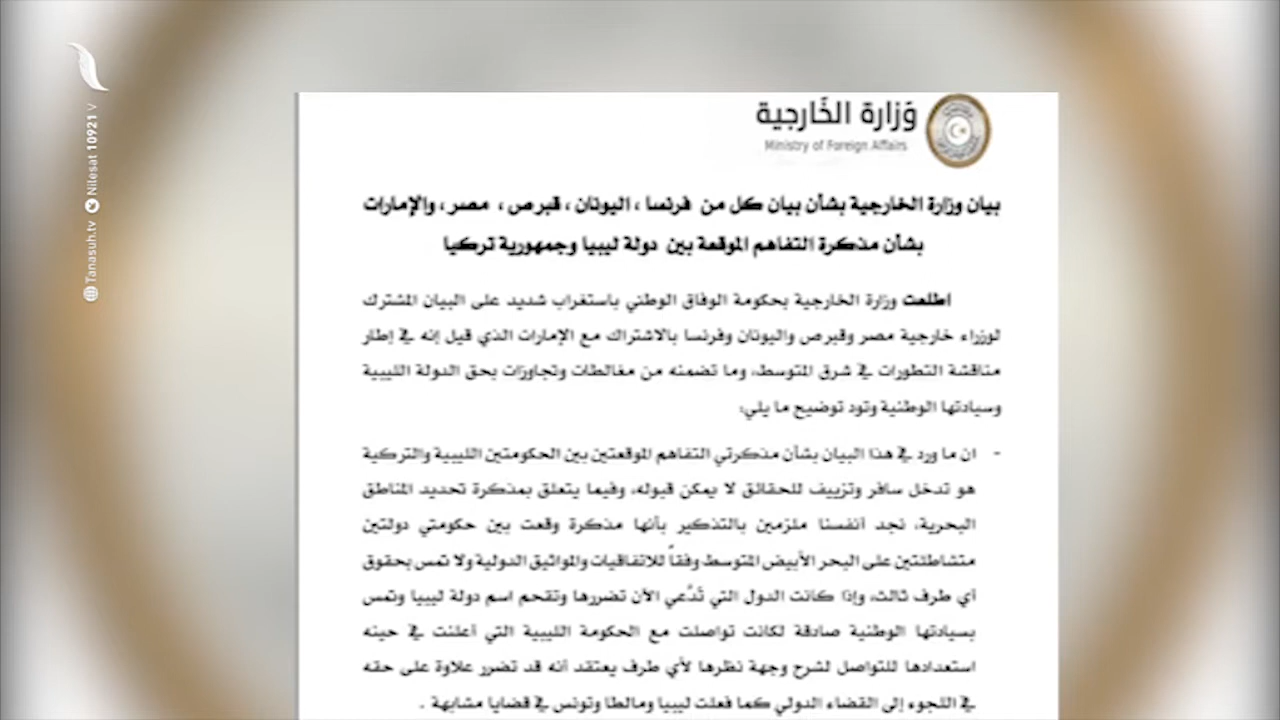 Tanasuh.tv Nilesat 10921 V
وَزارة الخَارجية
Ministry of Foreign Affairs
بيان وزارة الخارجية بشأن بيان كل من فرنسا ، اليونان ، قبرص ، مصر ، والإمارات
بشأن مذكرة التفاهم الموقعة بين دولة ليبيا وجمهورية تركيا
اطلعت وزارة الخارجية بحكومة الوفاق الوطني باستغراب شديد على البيان المشترك
لوزراء خارجية مصر وقبرص واليونان وفرنسا بالاشتراك مع الإمارات الذي قيل إنه في إطار
مناقشة التطورات في شرق المتوسط، وما تضمنه من مغالطات وتجاوزات بحق الدولة الليبية
وسيادتها الوطنية وتود توضيح ما يلي:
- ان ما ورد في هذا البيان بشأن مذكرتي التفاهم الموقعتين بين الحكومتين الليبية والتركية
هو تدخل سافر وتزييف للحقائق لا يمكن قبوله، وفيما يتعلق بمذكرة تحديد المناطق
البحرية، نجد أنفسنا ملزمين بالتذكير بأنها مذكرة وقعت بين حكومتي دولتين
متشاطئتين على البحر الأبيض المتوسط وفقاً للاتفاقيات والمواثيق الدولية ولا تمس بحقوق
أي طرف ثالث، وإذا كانت الدول التي تَدَّعي الآن تضررها وتقحم اسم دولة ليبيا وتمس
بسيادتها الوطنية صادقة لكانت تواصلت مع الحكومة الليبية التي أعلنت في حينه
استعدادها للتواصل لشرح وجهة نظرها لأي طرف يعتقد أنه قد تضرر علاوة على حقه
في اللجوء إلى القضاء الدولي كما فعلت ليبيا ومالطا وتونس في قضايا مشابهة .